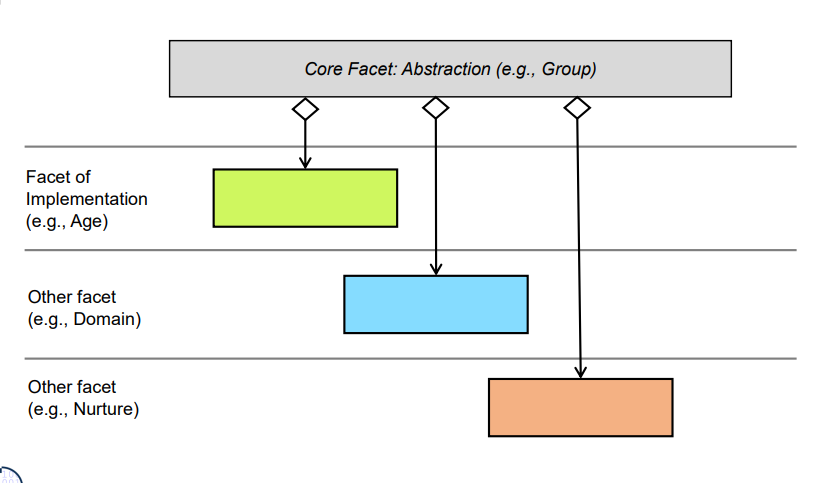 Core Facet: Abstraction (e.g., Group)
Facet of
Implementation
(e.g., Age)
Other facet
(e.g., Domain)
Other facet
(e.g., Nurture)